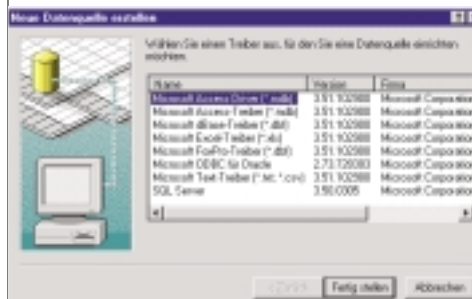 Neue Datenquelle erstellen
Wählen Sie einen Treiber aus, für den Sie eine Datenquelle einrichten
möchten.
Name Version Firma
Microsoft Access Driver (*.mdb) 3.51.102900 Microsoft Corporation
Microsoft Access-Treiber (*.mdb) 3.51.102900 Microsoft Corporation
Microsoft dBase-Treiber (*.dbf) 3.51.102900 Microsoft Corporation
Microsoft Excel-Treiber (*.xls) 3.51.102900 Microsoft Corporation
Microsoft FoxPro-Treiber (*.dbf) 3.51.102900 Microsoft Corporation
Microsoft ODBC für Oracle 2.73.720003 Microsoft Corporation
Microsoft Text-Treiber (*.txt; *.csv) 3.51.102900 Microsoft Corporation
SQL Server 3.50.0305 Microsoft Corporation
< Zurück Fertig stellen Abbrechen